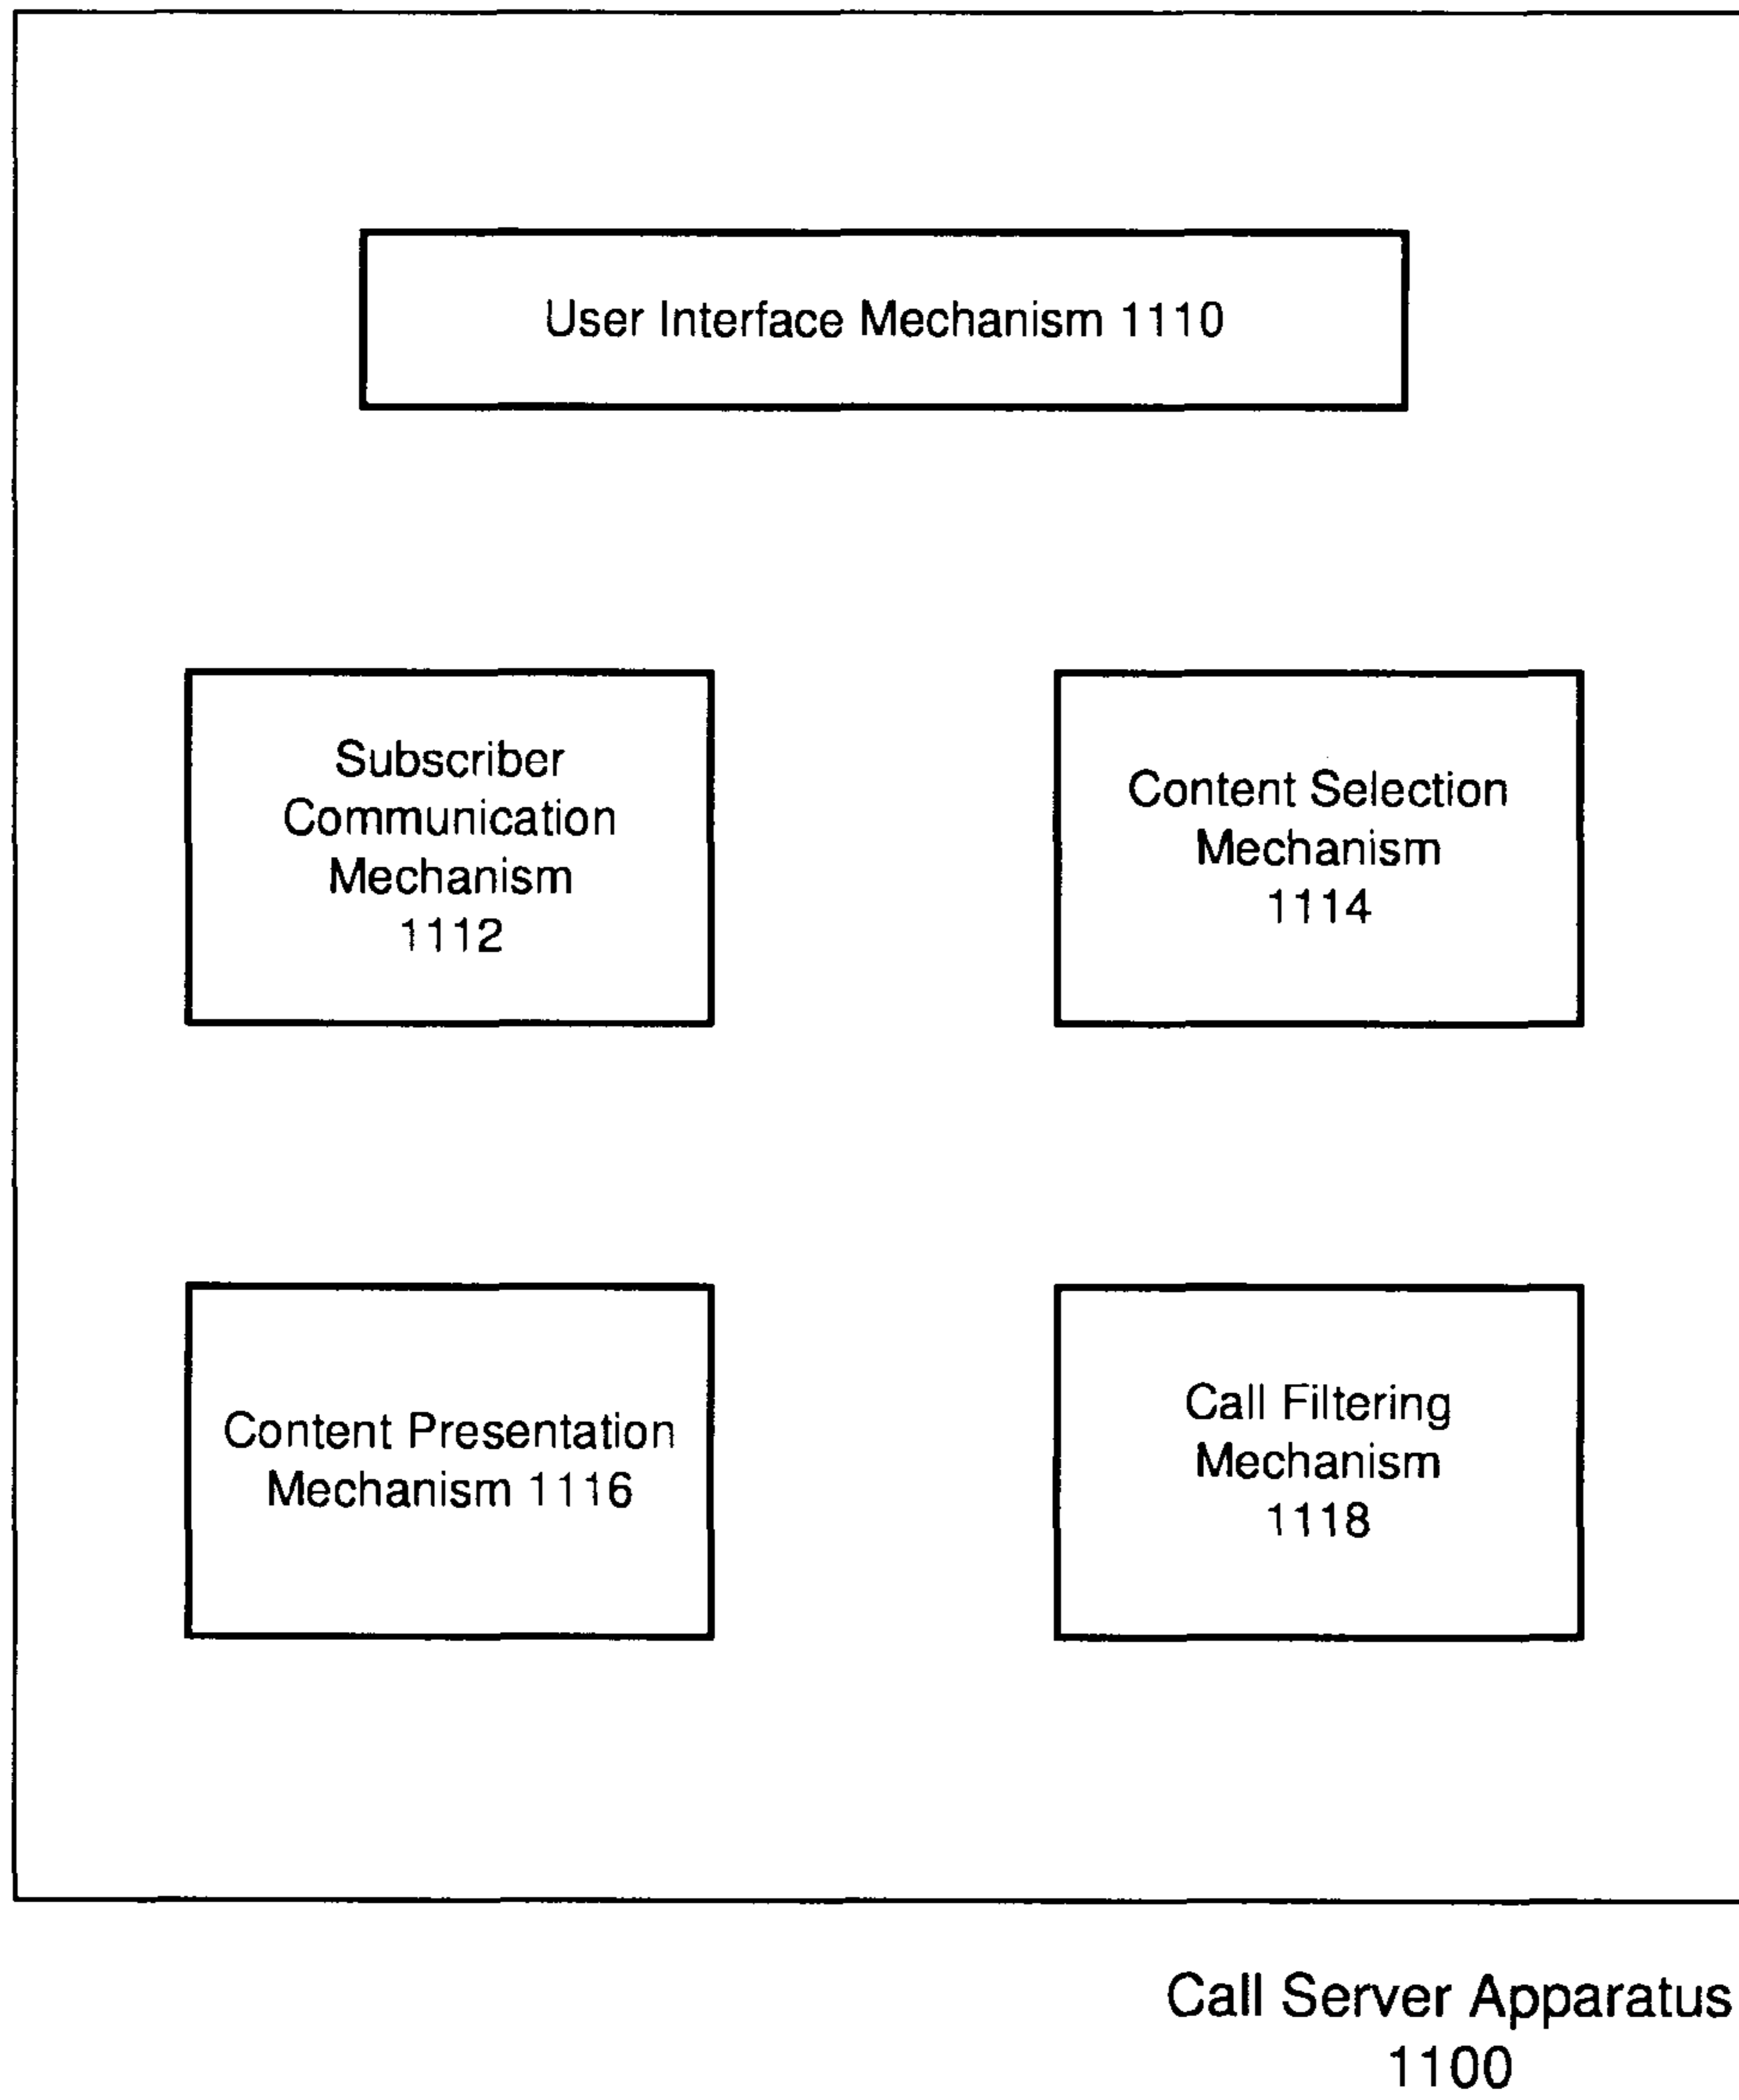 User Interface Mechanism 1110
Subscriber
Communication
Mechanism
1112
Content Selection
Mechanism
1114
Content Presentation
Mechanism 1116
Call Filtering
Mechanism
1118
Call Server Apparatus
1100